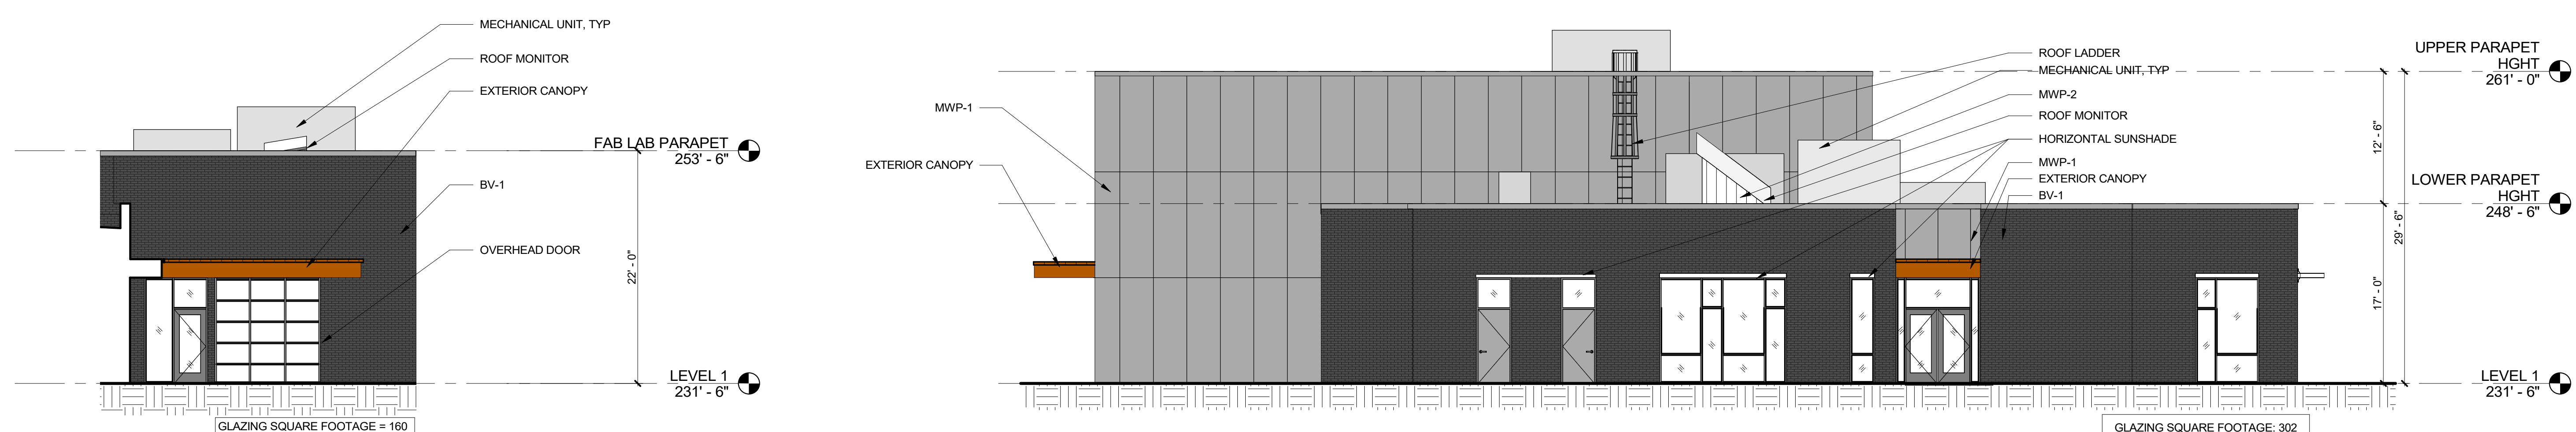 MECHANICAL UNIT, TYP
ROOF MONITOR
EXTERIOR CANOPY
FAB LAB PARAPET
253' - 6"
BV-1
OVERHEAD DOOR
22' - 0"
LEVEL 1
231' - 6"
GLAZING SQUARE FOOTAGE = 160
MWP-1
EXTERIOR CANOPY
ROOF LADDER
MECHANICAL UNIT, TYP
MWP-2
ROOF MONITOR
HORIZONTAL SUNSHADE
MWP-1
EXTERIOR CANOPY
BV-1
UPPER PARAPET
HGHT
261' - 0"
12' - 6"
LOWER PARAPET
HGHT
248' - 6"
29' - 6"
17' - 0"
LEVEL 1
231' - 6"
GLAZING SQUARE FOOTAGE: 302